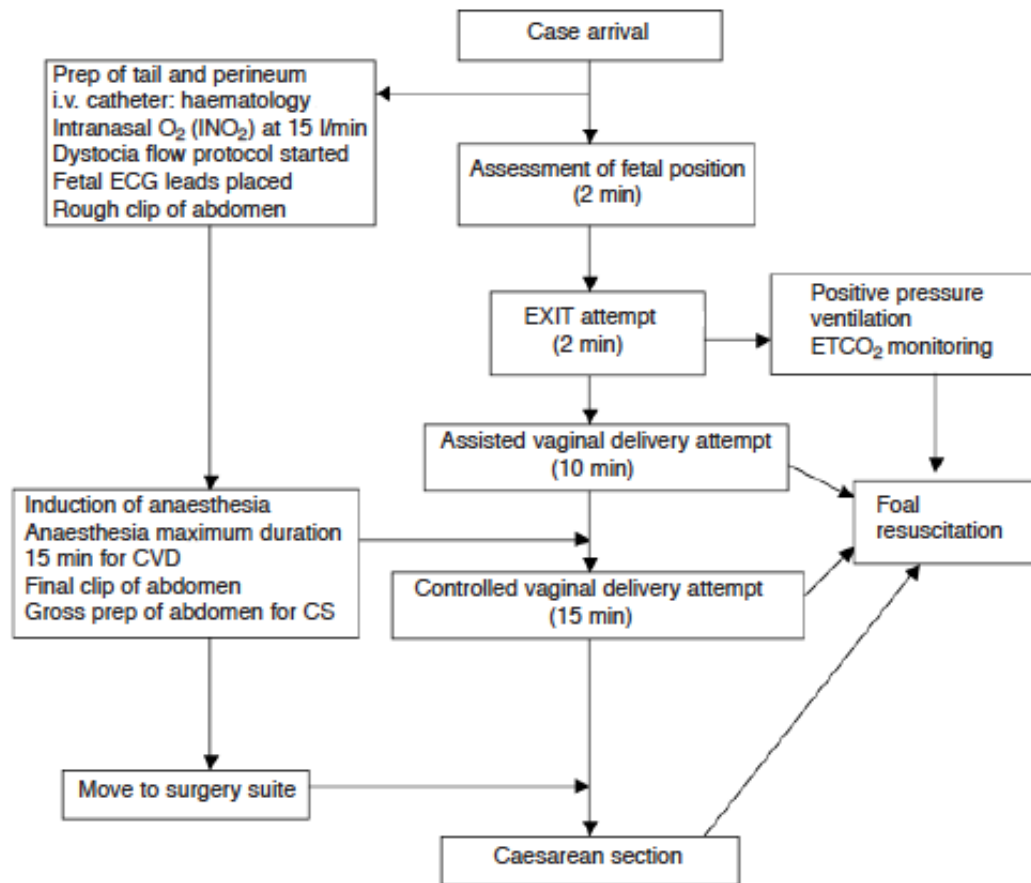 Case arrival
Prep of tail and perineum
i.v. catheter: haematology
Intranasal O₂ (INO₂) at 15 l/min
Dystocia flow protocol started
Fetal ECG leads placed
Rough clip of abdomen
Assessment of fetal position
(2 min)
EXIT attempt
(2 min)
Positive pressure
ventilation
ETCO₂ monitoring
Assisted vaginal delivery attempt
(10 min)
Foal
resuscitation
Induction of anaesthesia
Anaesthesia maximum duration
15 min for CVD
Final clip of abdomen
Gross prep of abdomen for CS
Controlled vaginal delivery attempt
(15 min)
Move to surgery suite
Caesarean section